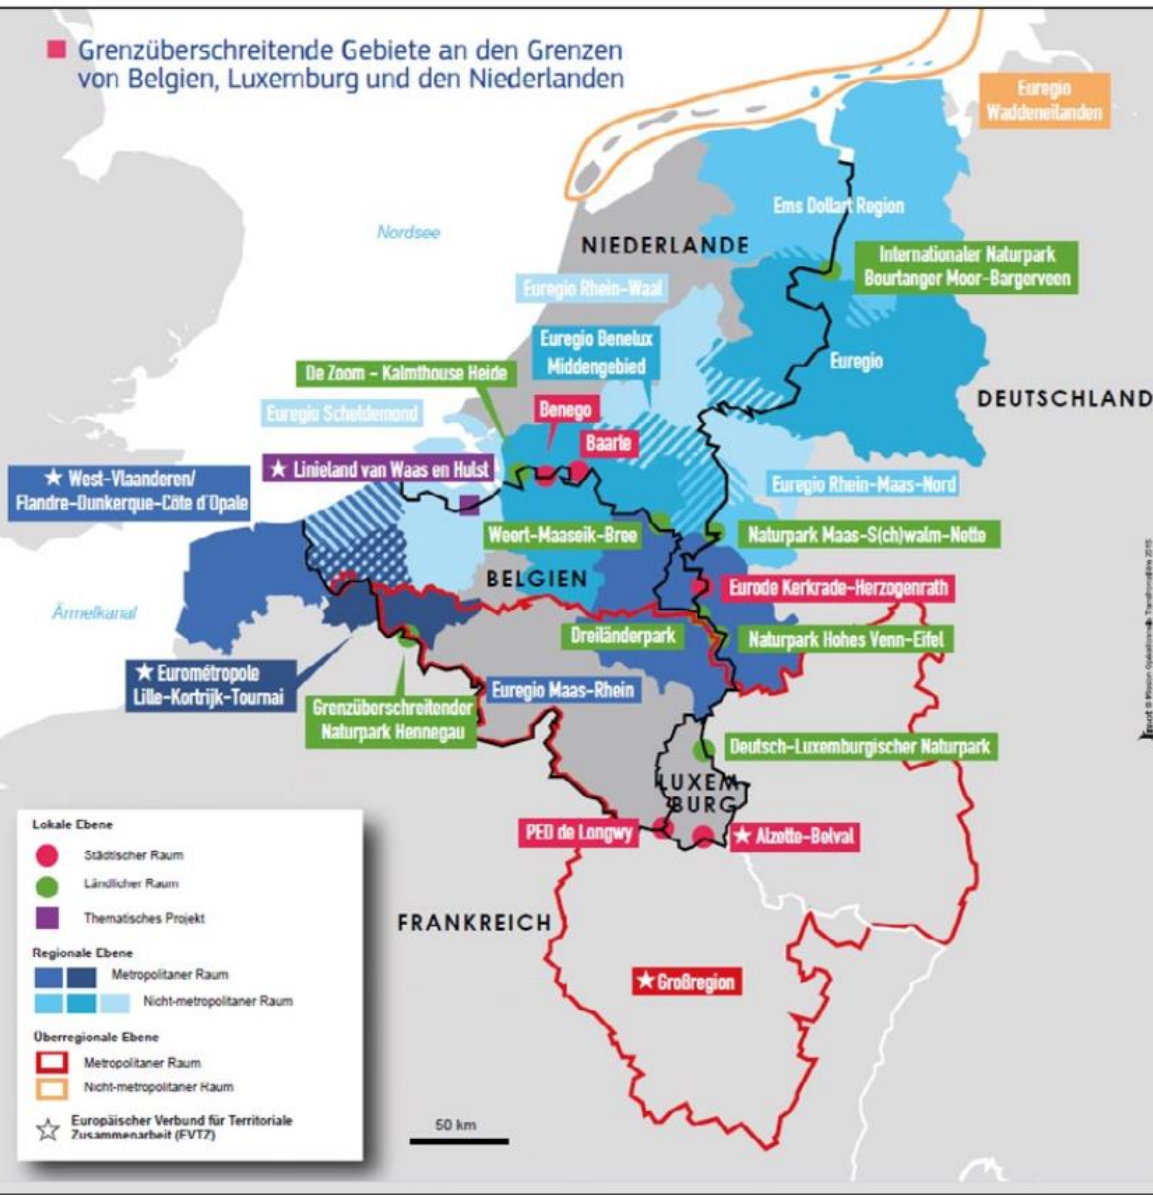 Grenzüberschreitende Gebiete an den Grenzen
von Belgien, Luxemburg und den Niederlanden
Euregio
Waddeneilanden
Ems Dollart Region
Nordsee
NIEDERLANDE
Internationaler Naturpark
Bourtanger Moor-Bargerveen
Euregio Rhein-Waal
Euregio Benelux
Middengebied
Euregio
De Zoom – Kalmthouse Heide
DEUTSCHLAND
Benego
Euregio Scheldemond
Baarle
★ Linieland van Waas en Hulst
★ West-Vlaanderen/
Flandre-Dunkerque-Côte d'Opale
Euregio Rhein-Maas-Nord
Weert-Maaseik-Bree
Naturpark Maas-S(ch)walm-Nette
BELGIEN
Eurode Kerkrade-Herzogenrath
Ärmelkanal
Dreiländerpark
Naturpark Hohes Venn-Eifel
★ Eurométropole
Lille-Kortrijk-Tournai
Euregio Maas-Rhein
Grenzüberschreitender
Naturpark Hennegau
Deutsch-Luxemburgischer Naturpark
LUXEM
BURG
PED de Longwy
★ Alzette-Belval
FRANKREICH
★ Großregion
Lokale Ebene
Städtischer Raum
Ländlicher Raum
Thematisches Projekt
Regionale Ebene
Metropolitaner Raum
Nicht-metropolitaner Raum
Überregionale Ebene
Metropolitaner Raum
Nicht-metropolitaner Raum
Europäischer Verbund für Territoriale
Zusammenarbeit (EVTZ)
50 km